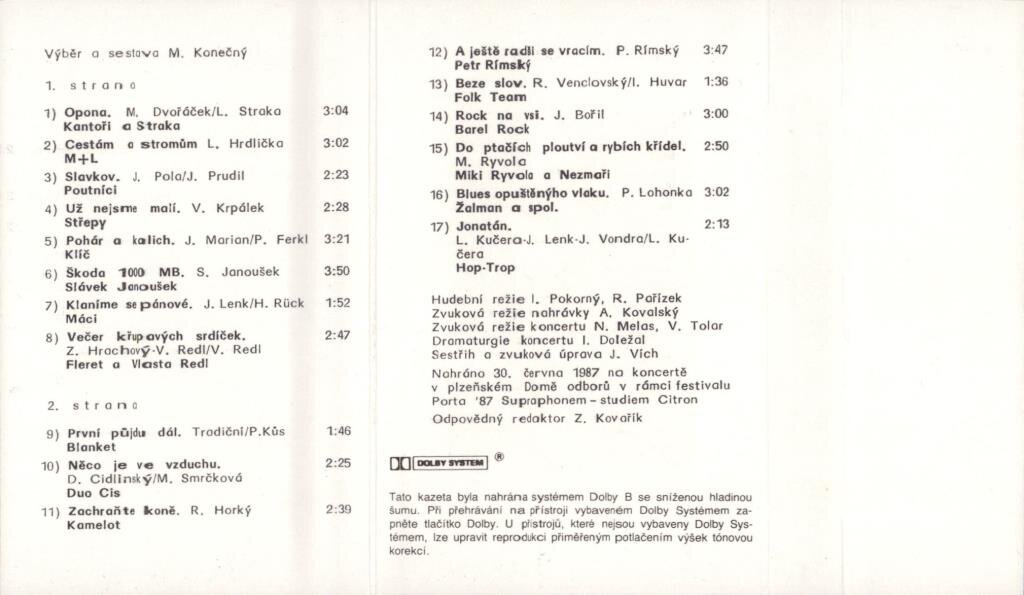 Výběr a sestava M. Konečný
1. strana
1) Opona. M. Dvořáček/L. Straka 3:04
Kantoři a Straka
2) Cestám a stromům L. Hrdlička 3:02
M+L
3) Slavkov. J. Pola/J. Prudil 2:23
Poutníci
4) Už nejsme malí. V. Krpálek 2:28
Střepy
5) Pohár a kalich. J. Marian/P. Ferkl 3:21
Klíč
6) Škoda 1000 MB. S. Janoušek 3:50
Slávek Janoušek
7) Klaníme se pánové. J. Lenk/H. Rück 1:52
Máci
8) Večer křupavých srdíček. 2:47
Z. Hrachový-V. Redl/V. Redl
Fleret a Vlasta Redl
2. strana
9) První půjdu dál. Tradiční/P.Kůs 1:46
Blanket
10) Něco je ve vzduchu. 2:25
D. Cidlinský/M. Smrčková
Duo Cis
11) Zachraňte koně. R. Horký 2:39
Kamelot
12) A ještě radši se vracím. P. Rímský 3:47
Petr Rímský
13) Beze slov. R. Venclovský/I. Huvar 1:36
Folk Team
14) Rock na vsi. J. Bořil 3:00
Barel Rock
15) Do ptačích ploutví a rybích křídel. 2:50
M. Ryvola
Miki Ryvola a Nezmaři
16) Blues opuštěnýho vlaku. P. Lohonka 3:02
Žalman a spol.
17) Jonatán. 2:13
L. Kučera-J. Lenk-J. Vondra/L. Ku-
čera
Hop-Trop
Hudební režie I. Pokorný, R. Pařízek
Zvuková režie nahrávky A. Kovalský
Zvuková režie koncertu N. Melas, V. Tolar
Dramaturgie koncertu I. Doležal
Sestřih a zvuková úprava J. Vích
Nahráno 30. června 1987 na koncertě
v plzeňském Domě odborů v rámci festivalu
Porta '87 Supraphonem – studiem Citron
Odpovědný redaktor Z. Kovařík
DOLBY SYSTEM ®
Tato kazeta byla nahrána systémem Dolby B se sníženou hladinou
šumu. Při přehrávání na přístroji vybaveném Dolby Systémem za-
pněte tlačítko Dolby. U přístrojů, které nejsou vybaveny Dolby Sys-
témem, lze upravit reprodukci přiměřeným potlačením výšek tónovou
korekcí.